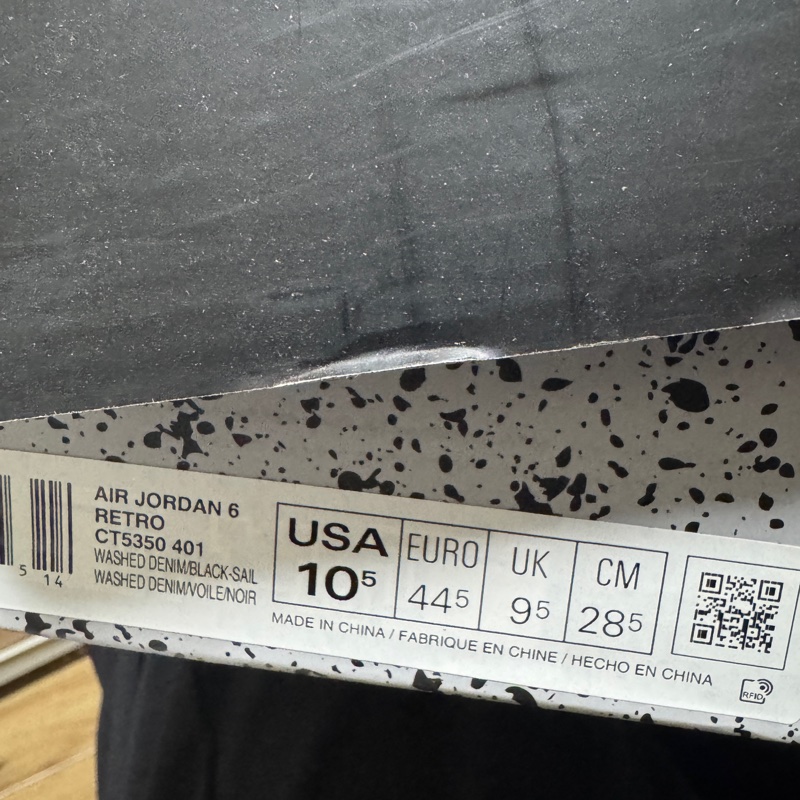 5 14
AIR JORDAN 6
RETRO
CT5350 401
WASHED DENIM/BLACK-SAIL
WASHED DENIM/VOILE/NOIR
USA
10⁵
EURO
44⁵
UK
9⁵
CM
28⁵
MADE IN CHINA / FABRIQUE EN CHINE / HECHO EN CHINA
RFID